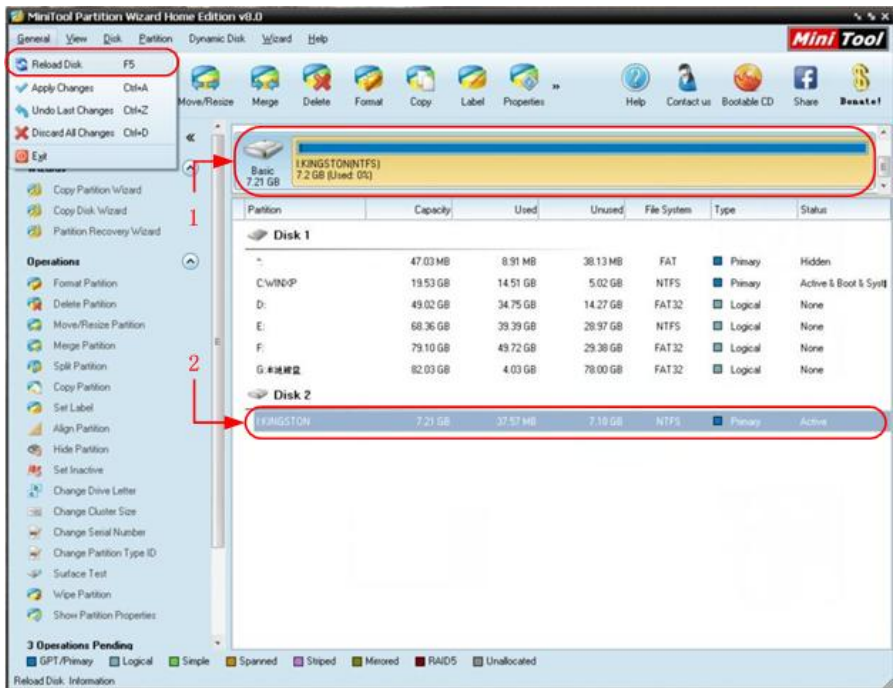 MiniTool Partition Wizard Home Edition v8.0
General View Disk Partition Dynamic Disk Wizard Help
Mini Tool
Reload Disk F5
Apply Changes Ctrl+A
Undo Last Changes Ctrl+Z
Discard All Changes Ctrl+D
Exit
Move/Resize Merge Delete Format Copy Label Properties » Help Contact us Bootable CD Share Donate!
«
Basic
7.21 GB
I:KINGSTON(NTFS)
7.2 GB (Used: 0%)
1
Wizards
Copy Partition Wizard
Copy Disk Wizard
Partition Recovery Wizard
Operations
Format Partition
Delete Partition
Move/Resize Partition
Merge Partition
Split Partition
Copy Partition
Set Label
Align Partition
Hide Partition
Set Inactive
Change Drive Letter
Change Cluster Size
Change Serial Number
Change Partition Type ID
Surface Test
Wipe Partition
Show Partition Properties
3 Operations Pending
2
Partition Capacity Used Unused File System Type Status
Disk 1
*: 47.03 MB 8.91 MB 38.13 MB FAT Primary Hidden
C:WINXP 19.53 GB 14.51 GB 5.02 GB NTFS Primary Active & Boot & Syst
D: 49.02 GB 34.75 GB 14.27 GB FAT32 Logical None
E: 68.36 GB 39.39 GB 28.97 GB NTFS Logical None
F: 79.10 GB 49.72 GB 29.38 GB FAT32 Logical None
G:本地磁盘 82.03 GB 4.03 GB 78.00 GB FAT32 Logical None
Disk 2
I:KINGSTON 7.21 GB 37.57 MB 7.18 GB NTFS Primary Active
GPT/Primary Logical Simple Spanned Striped Mirrored RAID5 Unallocated
Reload Disk Information